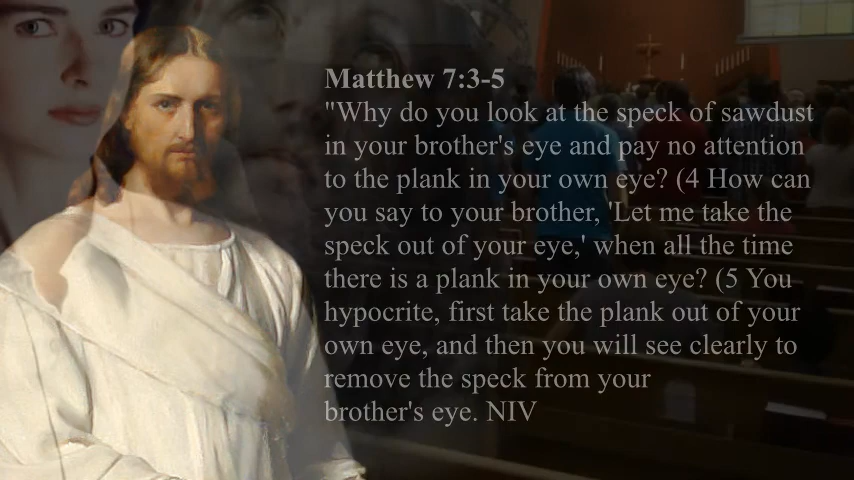 Matthew 7:3-5
"Why do you look at the speck of sawdust
in your brother's eye and pay no attention
to the plank in your own eye? (4 How can
you say to your brother, 'Let me take the
speck out of your eye,' when all the time
there is a plank in your own eye? (5 You
hypocrite, first take the plank out of your
own eye, and then you will see clearly to
remove the speck from your
brother's eye. NIV